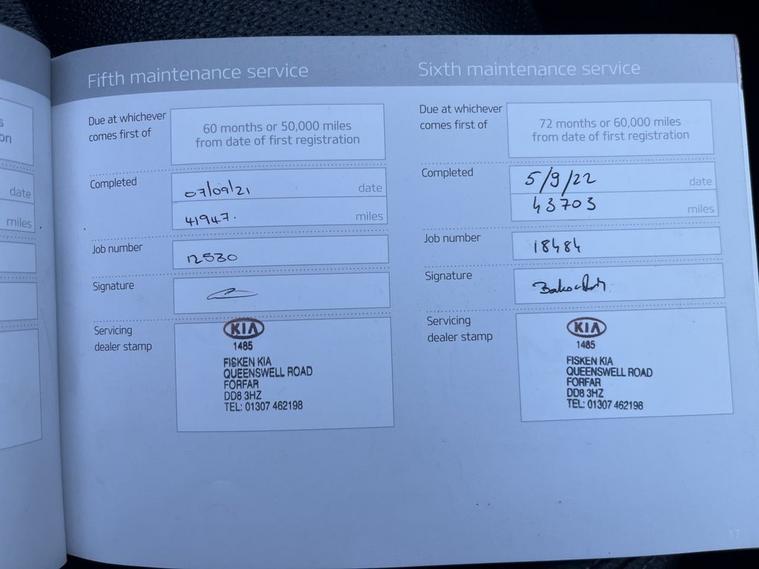 Fifth maintenance service
Due at whichever
comes first of
60 months or 50,000 miles
from date of first registration
Completed
07/09/21 date
41947. miles
Job number
12530
Signature
Servicing
dealer stamp
KIA
1485
FISKEN KIA
QUEENSWELL ROAD
FORFAR
DD8 3HZ
TEL: 01307 462198
Sixth maintenance service
Due at whichever
comes first of
72 months or 60,000 miles
from date of first registration
Completed
5/9/22 date
43703 miles
Job number
18484
Signature
Servicing
dealer stamp
KIA
1485
FISKEN KIA
QUEENSWELL ROAD
FORFAR
DD8 3HZ
TEL: 01307 462198
17
date
miles